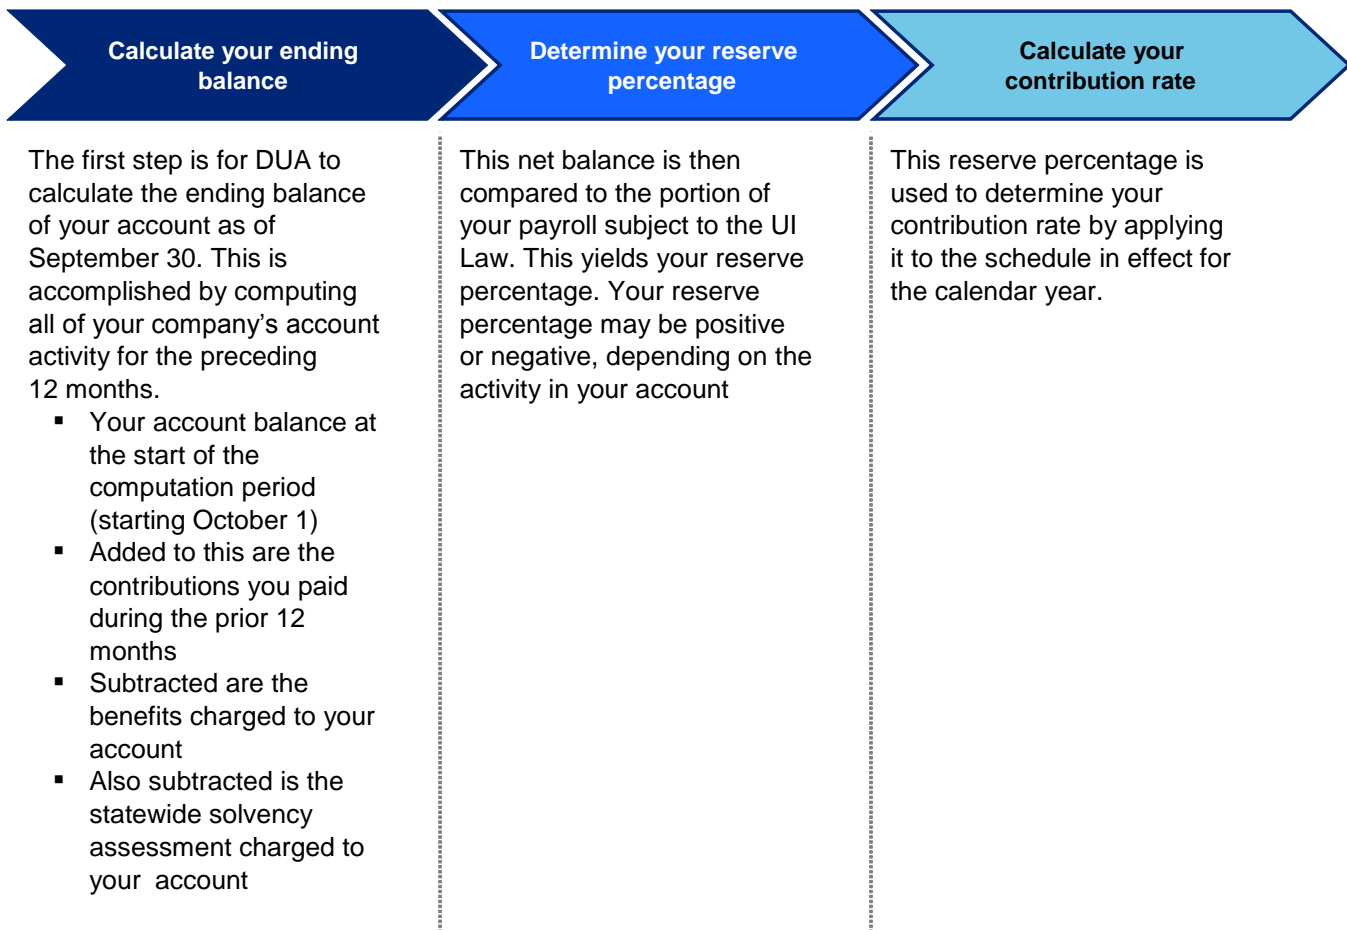 Calculate your ending
balance
Determine your reserve
percentage
Calculate your
contribution rate
The first step is for DUA to
calculate the ending balance
of your account as of
September 30. This is
accomplished by computing
all of your company’s account
activity for the preceding
12 months.
▪ Your account balance at
the start of the
computation period
(starting October 1)
▪ Added to this are the
contributions you paid
during the prior 12
months
▪ Subtracted are the
benefits charged to your
account
▪ Also subtracted is the
statewide solvency
assessment charged to
your  account
This net balance is then
compared to the portion of
your payroll subject to the UI
Law. This yields your reserve
percentage. Your reserve
percentage may be positive
or negative, depending on the
activity in your account
This reserve percentage is
used to determine your
contribution rate by applying
it to the schedule in effect for
the calendar year.